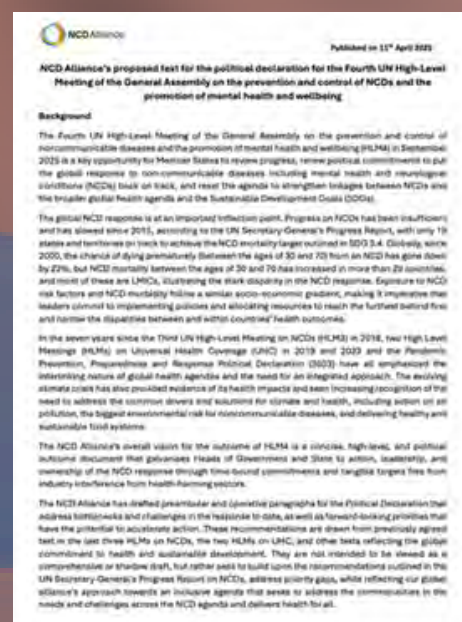 NCD Alliance
Published on 11th April 2025
NCD Alliance's proposed text for the political declaration for the Fourth UN High-Level
Meeting of the General Assembly on the prevention and control of NCDs and the
promotion of mental health and wellbeing
Background
The Fourth UN High-Level Meeting of the General Assembly on the prevention and control of
noncommunicable diseases and the promotion of mental health and wellbeing (HLM4) in September
2025 is a key opportunity for Member States to review progress, renew political commitments to put
the global response to non-communicable diseases including mental health and neurological
conditions (NCDs) back on track, and reset the agenda to strengthen linkages between NCDs and
the broader global health agenda and the Sustainable Development Goals (SDGs).
The global NCD response is at an important inflection point. Progress on NCDs has been insufficient
and has slowed since 2015, according to the UN Secretary-General's Progress Report, with only 19
states and territories on track to achieve the NCD mortality target outlined in SDG 3.4. Globally, since
2000, the chance of dying prematurely (between the ages of 30 and 70) from an NCD has gone down
by 22%, but NCD mortality between the ages of 30 and 70 has increased in more than 20 countries,
and most of these are LMICs, illustrating the stark disparity in the NCD response. Exposure to NCD
risk factors and NCD mortality follow a similar socio-economic gradient, making it imperative that
leaders commit to implementing policies and allocating resources to reach the furthest behind first
and narrow the disparities between and within countries' health outcomes.
In the seven years since the Third UN High-Level Meeting on NCDs (HLM3) in 2018, two High Level
Meetings (HLMs) on Universal Health Coverage (UHC) in 2019 and 2023 and the Pandemic
Prevention, Preparedness and Response Political Declaration (2023) have all emphasized the
interlinking nature of global health agendas and the need for an integrated approach. The evolving
climate crisis has also provided evidence of its health impacts and seen increasing recognition of the
need to address the common drivers and solutions for climate and health, including action on air
pollution, the biggest environmental risk for noncommunicable diseases, and delivering healthy and
sustainable food systems.
The NCD Alliance's overall vision for the outcome of HLM4 is a concise, high-level, and political
outcome document that galvanises Heads of Government and State to action, leadership, and
ownership of the NCD response through time-bound commitments and tangible targets free from
industry interference from health-harming sectors.
The NCD Alliance has drafted preambular and operative paragraphs for the Political Declaration that
address bottlenecks and challenges in the response to date, as well as forward-looking priorities that
have the potential to accelerate action. These recommendations are drawn from previously agreed
text in the last three HLMs on NCDs, the two HLMs on UHC, and other texts reflecting the global
commitment to health and sustainable development. They are not intended to be viewed as a
comprehensive or shadow draft, but rather seek to build upon the recommendations outlined in the
UN Secretary-General's Progress Report on NCDs, address priority gaps, while reflecting our global
alliance's approach towards an inclusive agenda that seeks to address the commonalities in the
needs and challenges across the NCD agenda and delivers health for all.